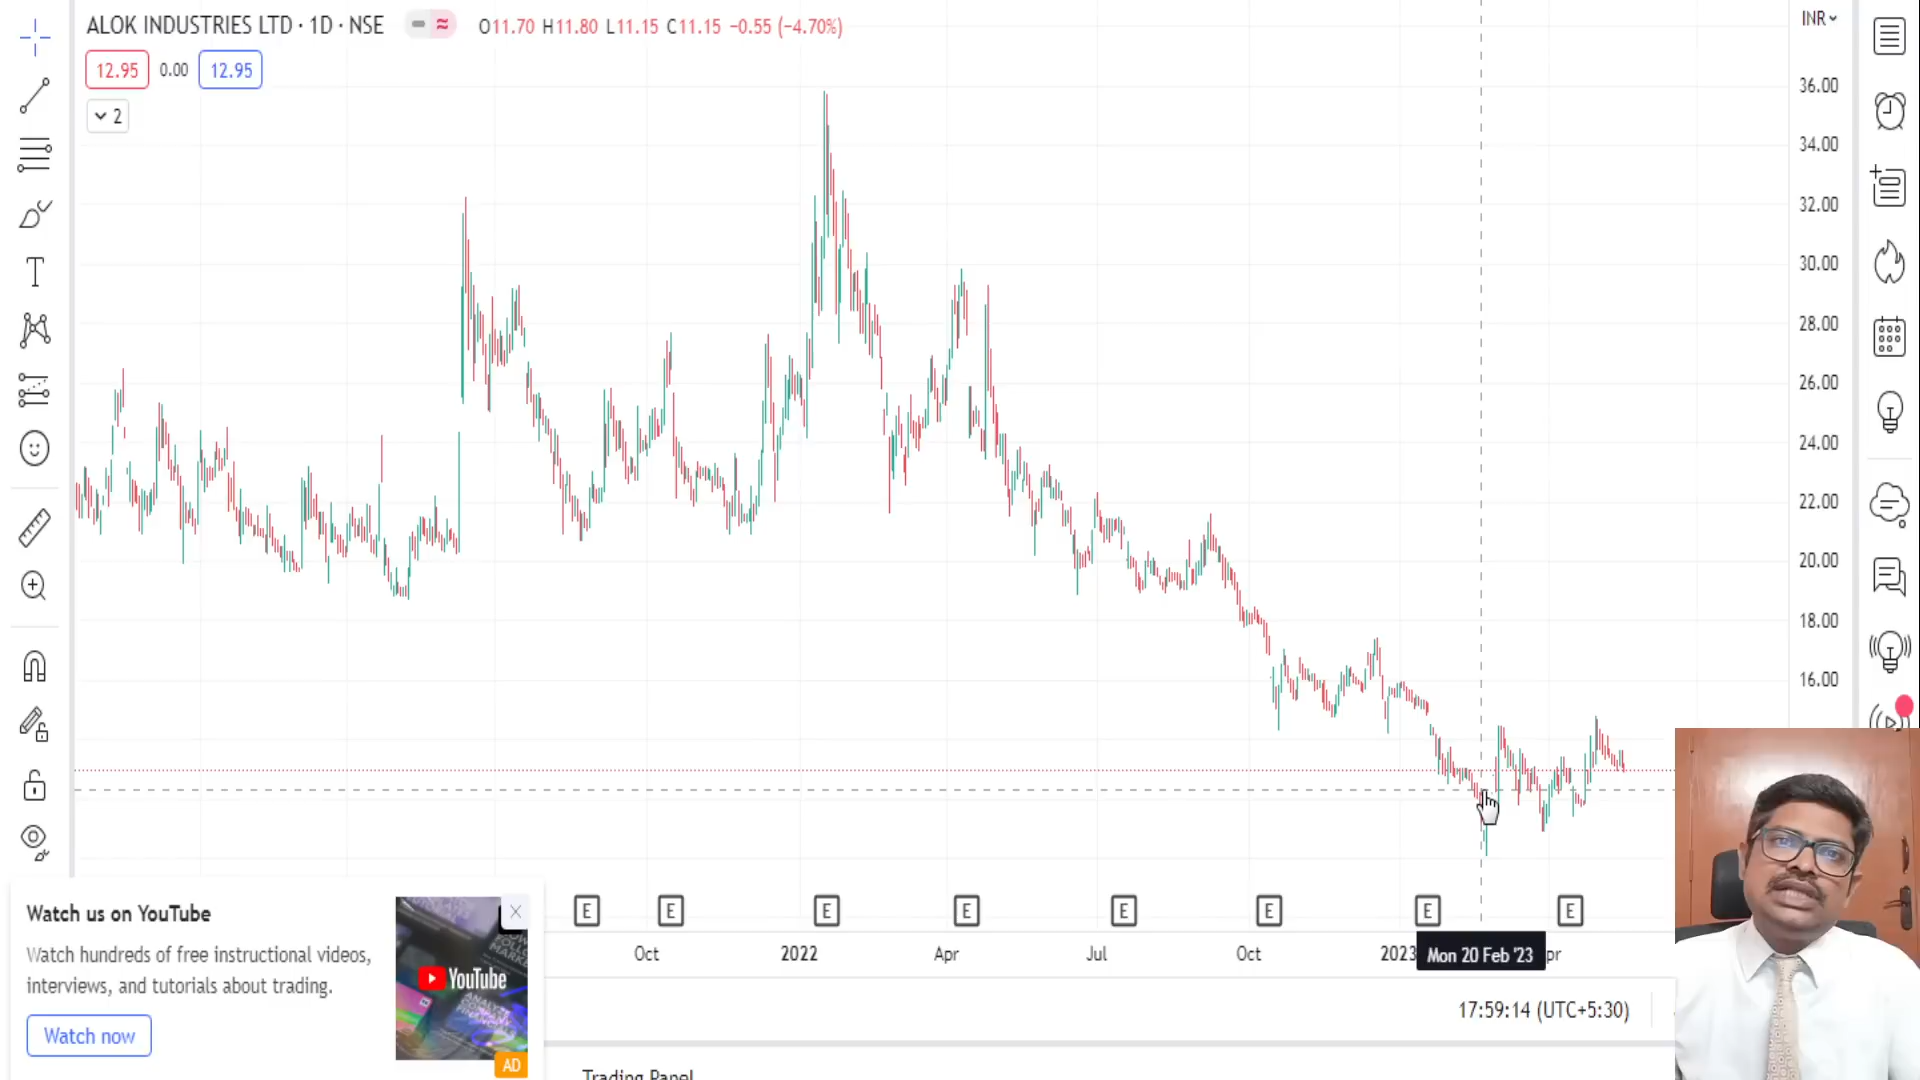 ALOK INDUSTRIES LTD · 1D · NSE
O11.70 H11.80 L11.15 C11.15 −0.55 (−4.70%)
INR
12.95 0.00 12.95
2
36.00
34.00
32.00
30.00
28.00
26.00
24.00
22.00
20.00
18.00
16.00
E E E E E E E E
Oct 2022 Apr Jul Oct 2023 Mon 20 Feb '23 pr
17:59:14 (UTC+5:30)
Watch us on YouTube
Watch hundreds of free instructional videos,
interviews, and tutorials about trading.
Watch now
YouTube
AD
Trading Panel